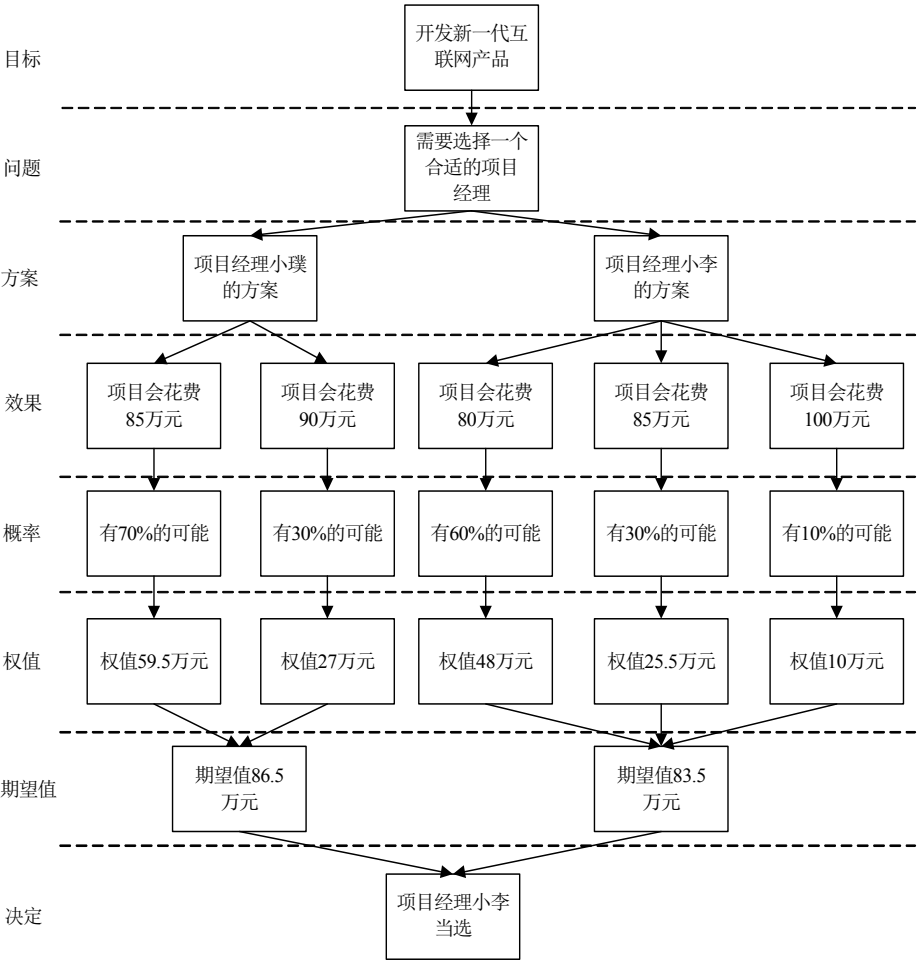 目标
开发新一代互
联网产品
问题
需要选择一个
合适的项目
经理
方案
项目经理小璞
的方案
项目经理小李
的方案
效果
项目会花费
85万元
项目会花费
90万元
项目会花费
80万元
项目会花费
85万元
项目会花费
100万元
概率
有70%的可能
有30%的可能
有60%的可能
有30%的可能
有10%的可能
权值
权值59.5万元
权值27万元
权值48万元
权值25.5万元
权值10万元
期望值
期望值86.5
万元
期望值83.5
万元
决定
项目经理小李
当选